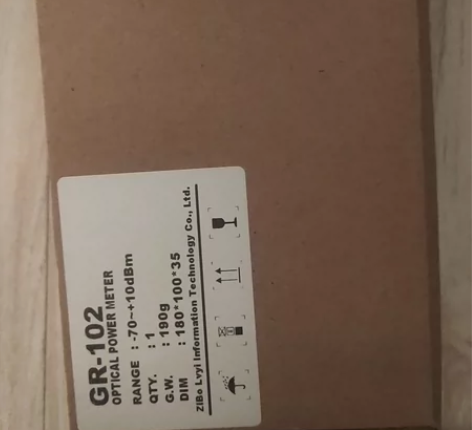 GR-102
OPTICAL POWER METER
RANGE : -70~+10dBm
QTY. : 1
G.W. : 190g
DIM : 180*100*35
ZiBo Lvyi Information Technology Co., Ltd.